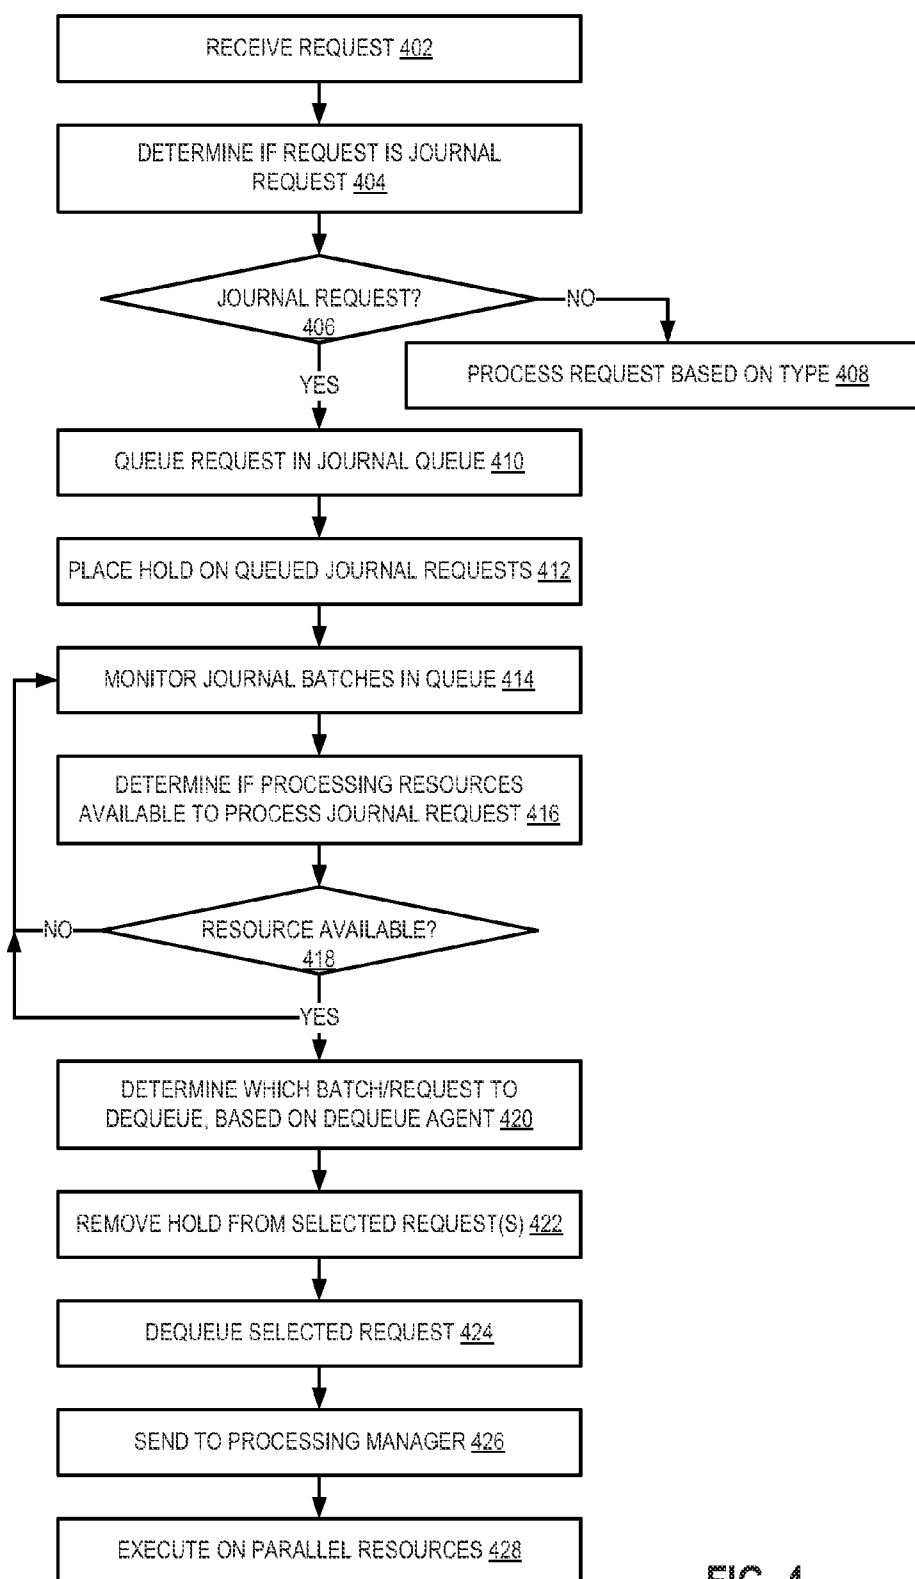 RECEIVE REQUEST 402
DETERMINE IF REQUEST IS JOURNAL
REQUEST 404
JOURNAL REQUEST?
406
NO
PROCESS REQUEST BASED ON TYPE 408
YES
QUEUE REQUEST IN JOURNAL QUEUE 410
PLACE HOLD ON QUEUED JOURNAL REQUESTS 412
MONITOR JOURNAL BATCHES IN QUEUE 414
DETERMINE IF PROCESSING RESOURCES
AVAILABLE TO PROCESS JOURNAL REQUEST 416
NO
RESOURCE AVAILABLE?
418
YES
DETERMINE WHICH BATCH/REQUEST TO
DEQUEUE, BASED ON DEQUEUE AGENT 420
REMOVE HOLD FROM SELECTED REQUEST(S) 422
DEQUEUE SELECTED REQUEST 424
SEND TO PROCESSING MANAGER 426
EXECUTE ON PARALLEL RESOURCES 428
FIG. 4